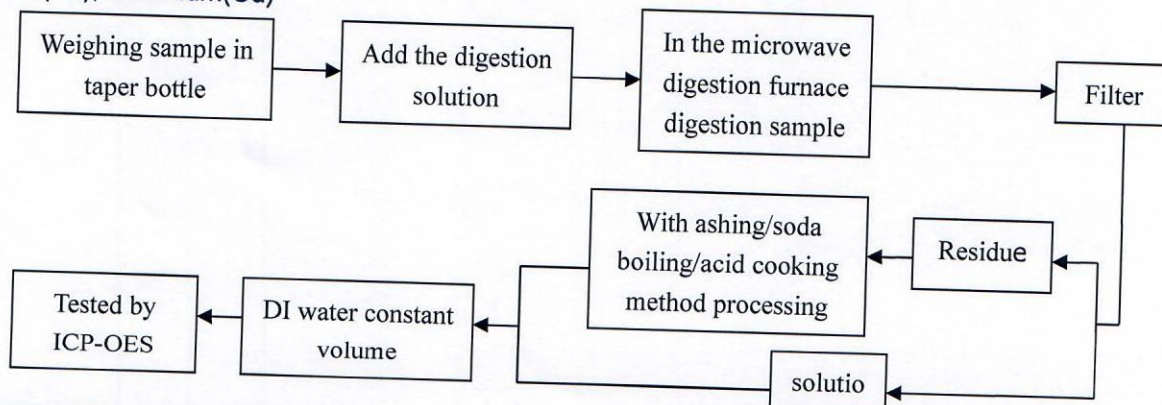 Weighing sample in
taper bottle
Add the digestion
solution
In the microwave
digestion furnace
digestion sample
Filter
With ashing/soda
boiling/acid cooking
method processing
Residue
Tested by
ICP-OES
DI water constant
volume
solutio